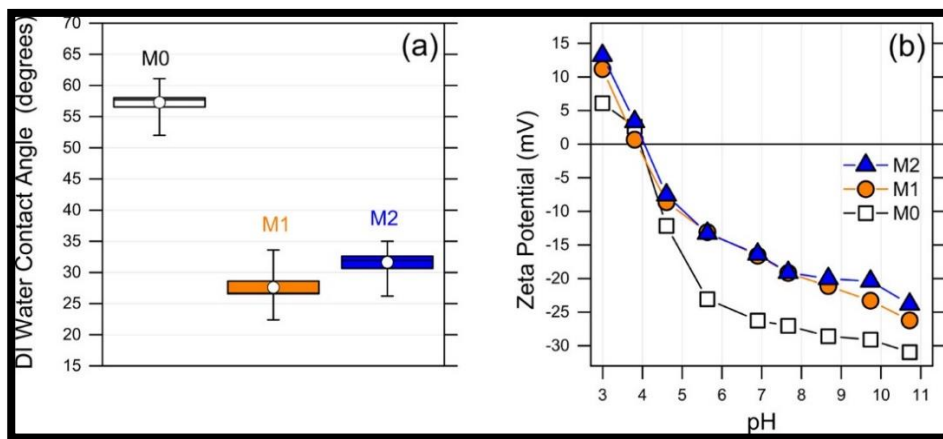 (a)
DI Water Contact Angle (degrees)
70
65
60
55
50
45
40
35
30
25
20
15
M0
M1
M2
(b)
Zeta Potential (mV)
15
10
5
0
-5
-10
-15
-20
-25
-30
M2
M1
M0
3 4 5 6 7 8 9 10 11
pH